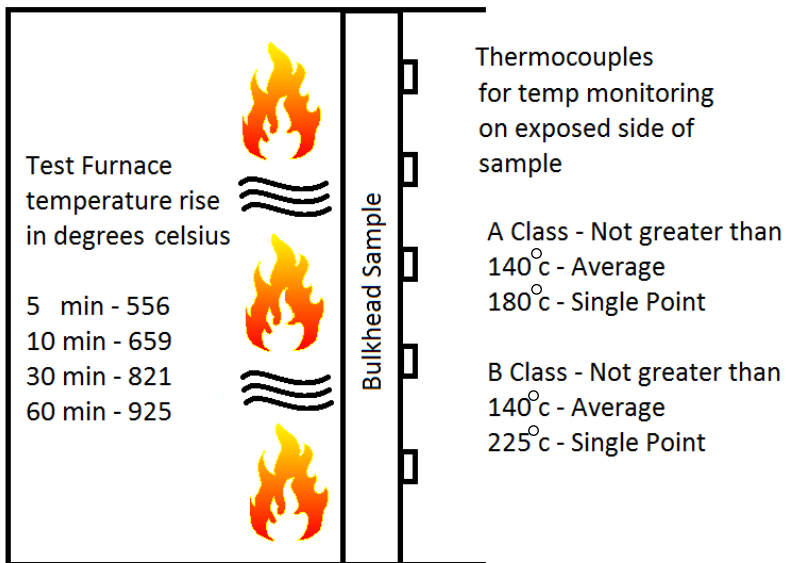 Test Furnace
temperature rise
in degrees celsius
5 min - 556
10 min - 659
30 min - 821
60 min - 925
Bulkhead Sample
Thermocouples
for temp monitoring
on exposed side of
sample
A Class - Not greater than
140°c - Average
180°c - Single Point
B Class - Not greater than
140°c - Average
225°c - Single Point